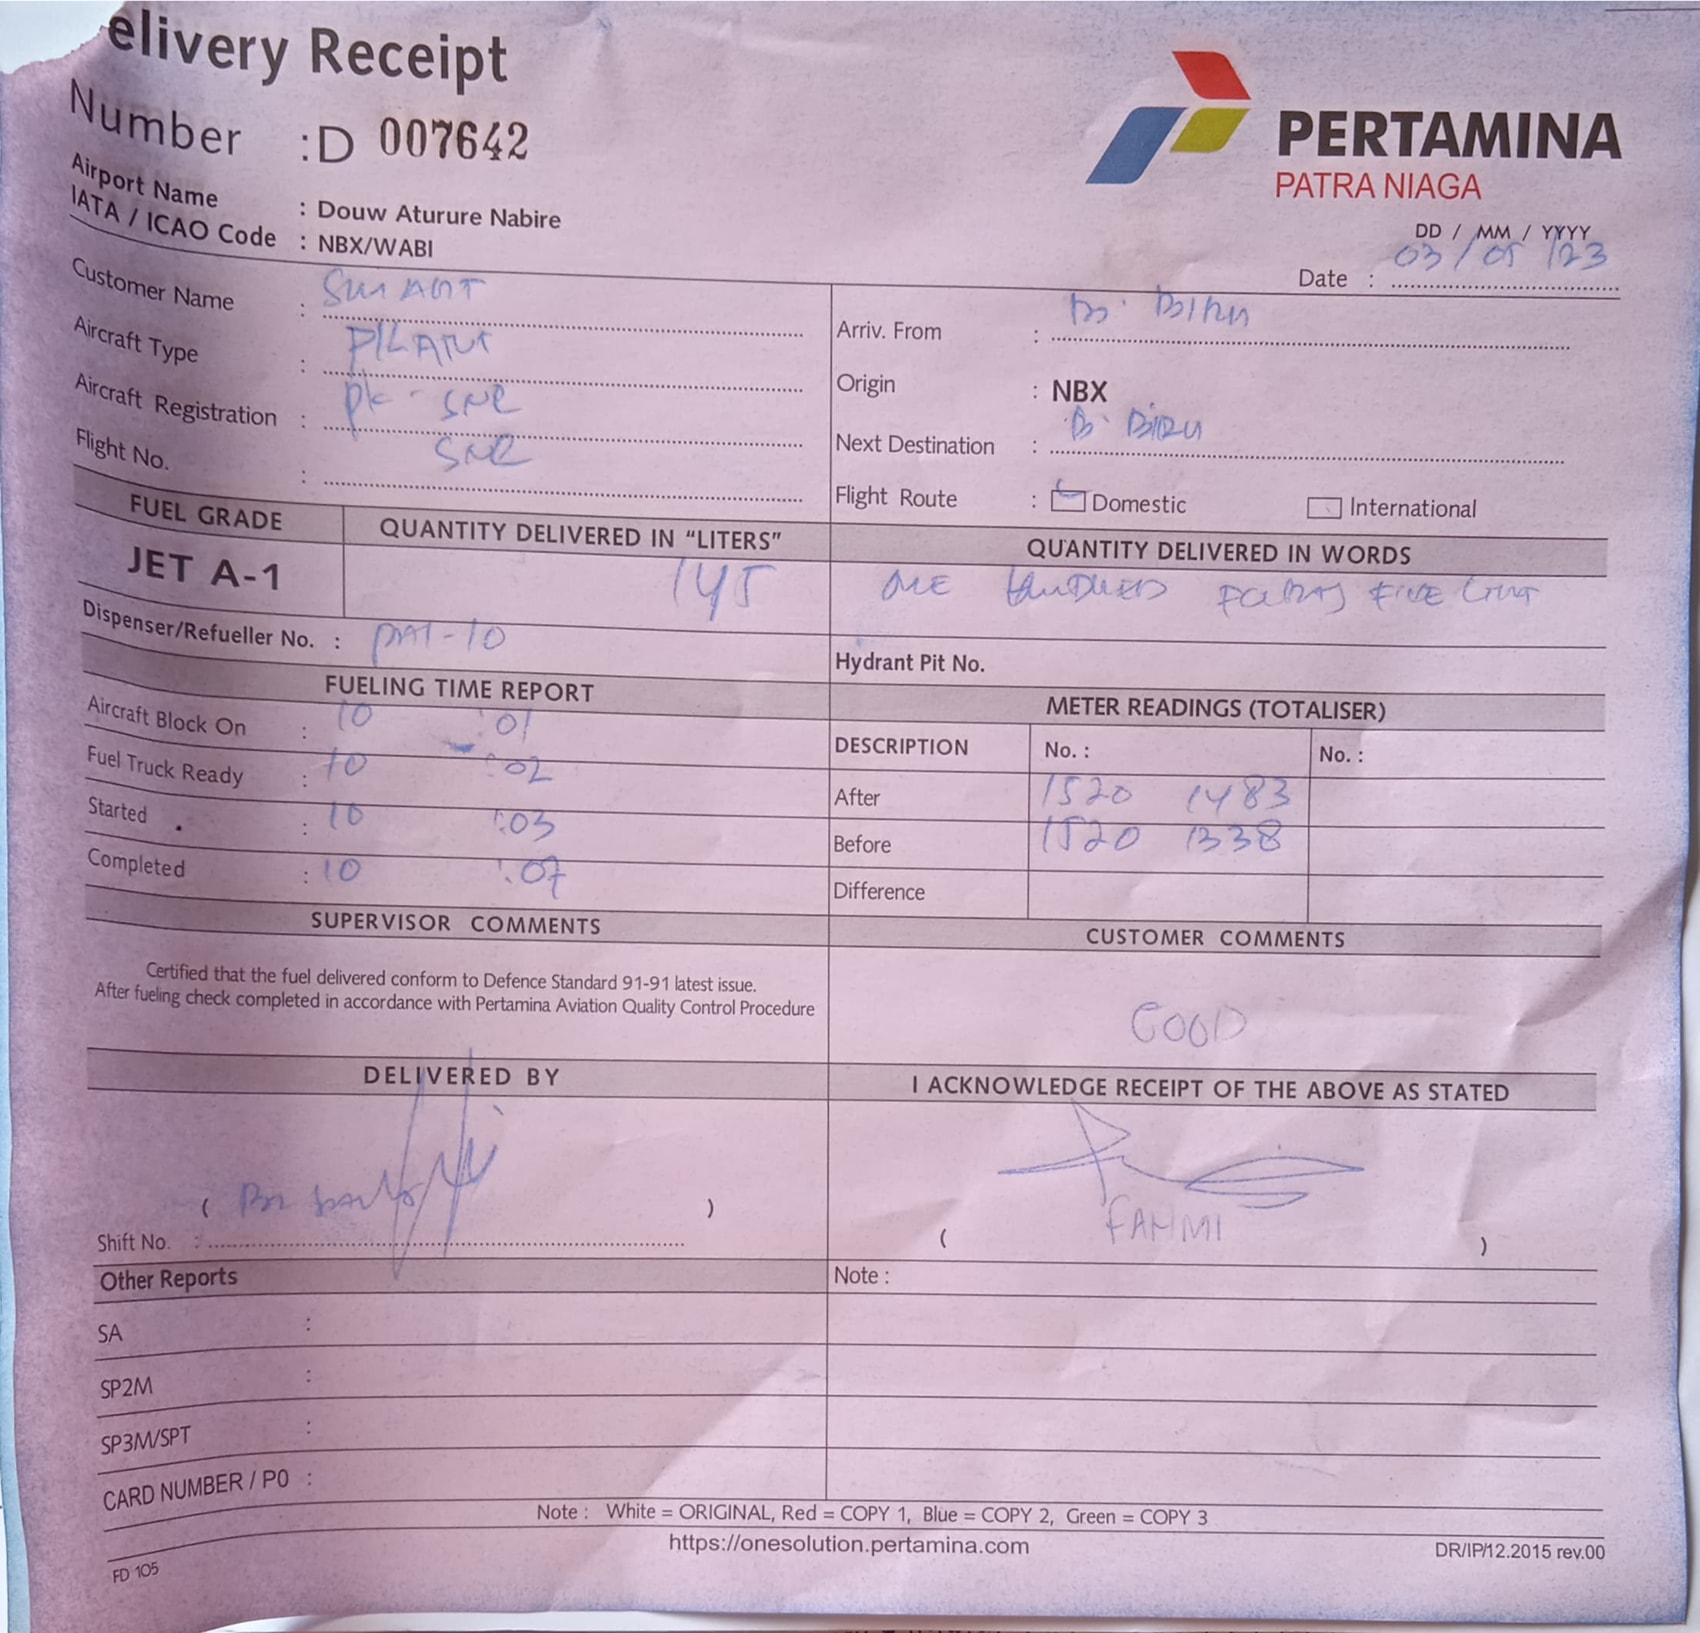 elivery Receipt
Number : D 007642
PERTAMINA
PATRA NIAGA
Airport Name : Douw Aturure Nabire
IATA / ICAO Code : NBX/WABI
DD / MM / YYYY
Date : 03 / 05 / 23
Customer Name : SMART
Arriv. From : B. BIRU
Aircraft Type : PILATUT
Origin : NBX
Aircraft Registration : PK - SNR
Next Destination : B. BIRU
Flight No. : SNR
Flight Route : Domestic International
FUEL GRADE QUANTITY DELIVERED IN “LITERS” QUANTITY DELIVERED IN WORDS
JET A-1 145 ONE HUNDRED FOURTY FIVE
Dispenser/Refueller No. :
Hydrant Pit No.
FUELING TIME REPORT METER READINGS (TOTALISER)
Aircraft Block On : 10 : 01
DESCRIPTION No. : No. :
Fuel Truck Ready : 10 : 02
After 1520 1483
Started : 10 : 03
Before 1520 1338
Completed : 10 : 07
Difference
SUPERVISOR COMMENTS CUSTOMER COMMENTS
Certified that the fuel delivered conform to Defence Standard 91-91 latest issue.
After fueling check completed in accordance with Pertamina Aviation Quality Control Procedure
GOOD
DELIVERED BY I ACKNOWLEDGE RECEIPT OF THE ABOVE AS STATED
( )
( FAHMI )
Shift No. :
Other Reports Note :
SA :
SP2M :
SP3M/SPT :
CARD NUMBER / PO :
Note : White = ORIGINAL, Red = COPY 1, Blue = COPY 2, Green = COPY 3
https://onesolution.pertamina.com
FD 105 DR/IP/12.2015 rev.00